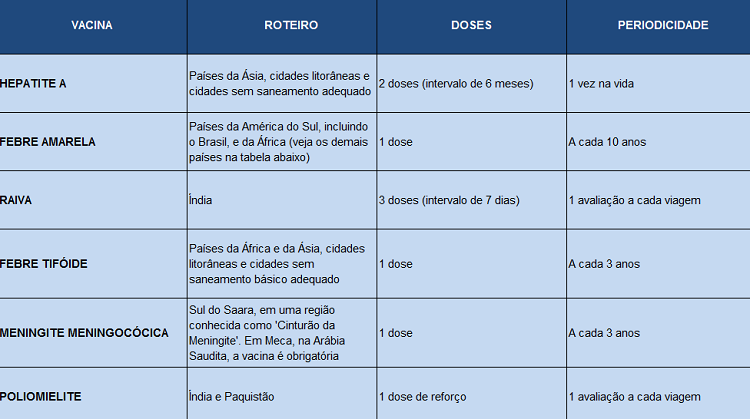 VACINA ROTEIRO DOSES PERIODICIDADE
HEPATITE A
Países da Ásia, cidades litorâneas e
cidades sem saneamento adequado
2 doses (intervalo de 6 meses)
1 vez na vida
FEBRE AMARELA
Países da América do Sul, incluindo
o Brasil, e da África (veja os demais
países na tabela abaixo)
1 dose
A cada 10 anos
RAIVA
Índia
3 doses (intervalo de 7 dias)
1 avaliação a cada viagem
FEBRE TIFÓIDE
Países da África e da Ásia, cidades
litorâneas e cidades sem
saneamento básico adequado
1 dose
A cada 3 anos
MENINGITE MENINGOCÓCICA
Sul do Saara, em uma região
conhecida como 'Cinturão da
Meningite'. Em Meca, na Arábia
Saudita, a vacina é obrigatória
1 dose
A cada 3 anos
POLIOMIELITE
Índia e Paquistão
1 dose de reforço
1 avaliação a cada viagem